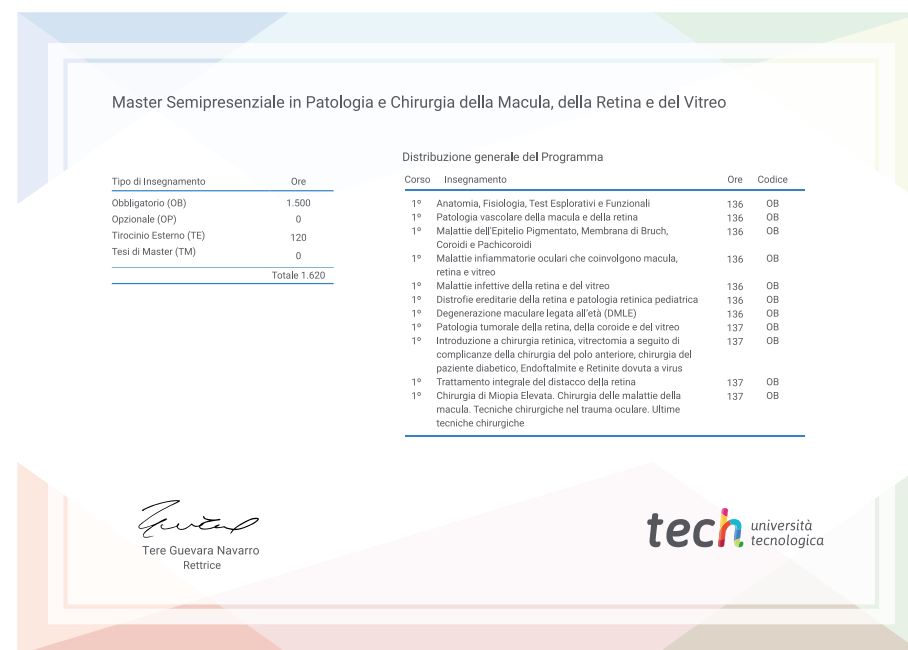 Master Semipresenziale in Patologia e Chirurgia della Macula, della Retina e del Vitreo
Tipo di Insegnamento Ore
Obbligatorio (OB) 1.500
Opzionale (OP) 0
Tirocinio Esterno (TE) 120
Tesi di Master (TM) 0
Totale 1.620
Distribuzione generale del Programma
Corso Insegnamento Ore Codice
1º Anatomia, Fisiologia, Test Esplorativi e Funzionali 136 OB
1º Patologia vascolare della macula e della retina 136 OB
1º Malattie dell'Epitelio Pigmentato, Membrana di Bruch, 136 OB
Coroidi e Pachicoroidi
1º Malattie infiammatorie oculari che coinvolgono macula, 136 OB
retina e vitreo
1º Malattie infettive della retina e del vitreo 136 OB
1º Distrofie ereditarie della retina e patologia retinica pediatrica 136 OB
1º Degenerazione maculare legata all'età (DMLE) 136 OB
1º Patologia tumorale della retina, della coroide e del vitreo 137 OB
1º Introduzione a chirurgia retinica, vitrectomia a seguito di 137 OB
complicanze della chirurgia del polo anteriore, chirurgia del
paziente diabetico, Endoftalmite e Retinite dovuta a virus
1º Trattamento integrale del distacco della retina 137 OB
1º Chirurgia di Miopia Elevata. Chirurgia delle malattie della 137 OB
macula. Tecniche chirurgiche nel trauma oculare. Ultime
tecniche chirurgiche
Tere Guevara Navarro
Rettrice
tech università
tecnologica